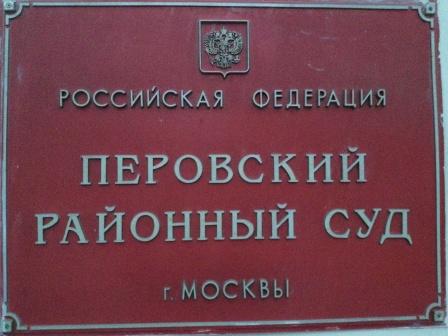 РОССИЙСКАЯ ФЕДЕРАЦИЯ
ПЕРОВСКИЙ
РАЙОННЫЙ СУД
г. МОСКВЫ